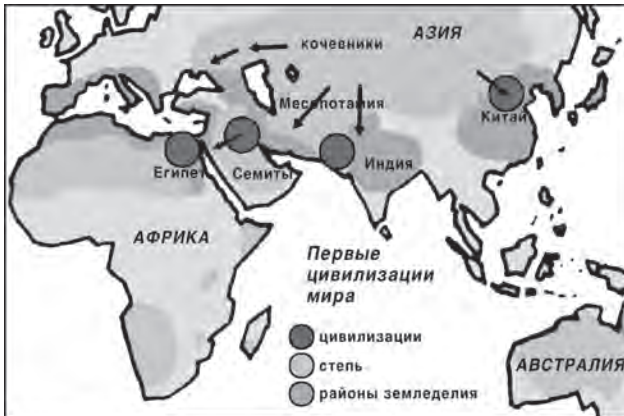 АЗИЯ
кочевники
Месопотамия
Китай
Египет
Семиты
Индия
АФРИКА
Первые
цивилизации
мира
цивилизации
степь
районы земледелия
АВСТРАЛИЯ